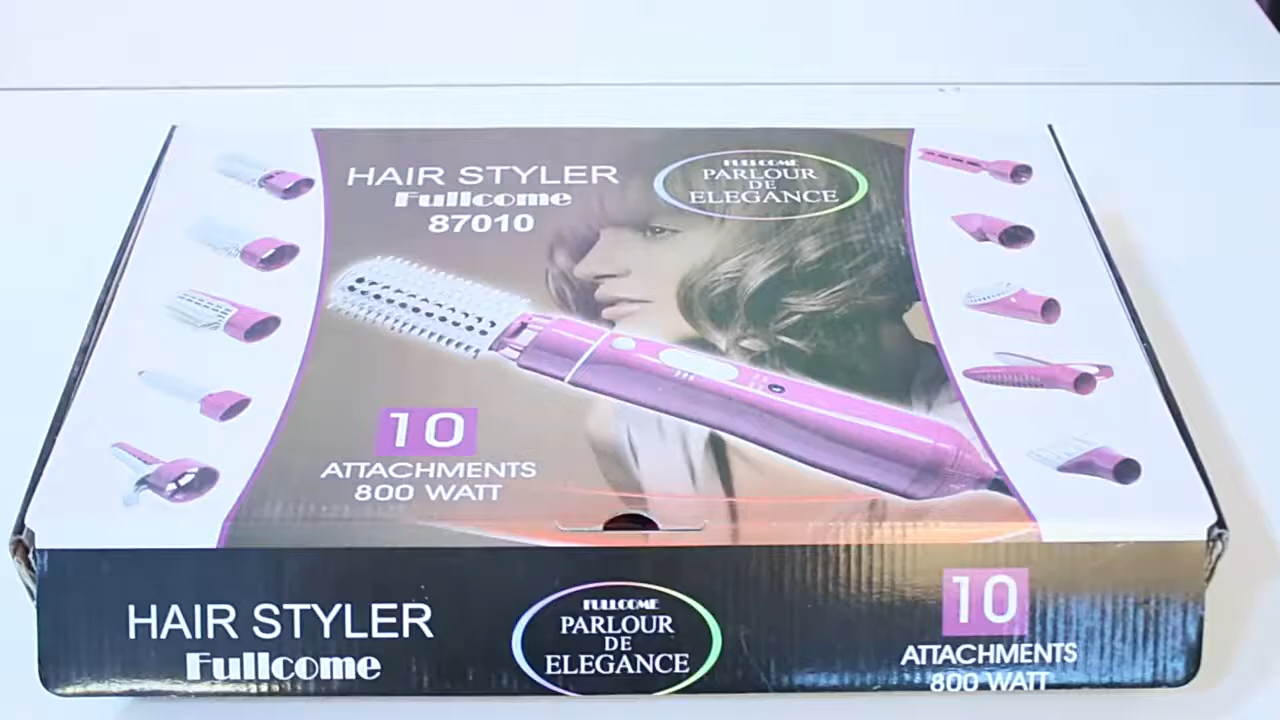 HAIR STYLER
Fullcome
87010
FULLCOME
PARLOUR
DE
ELEGANCE
10
ATTACHMENTS
800 WATT
HAIR STYLER
Fullcome
FULLCOME
PARLOUR
DE
ELEGANCE
10
ATTACHMENTS
800 WATT